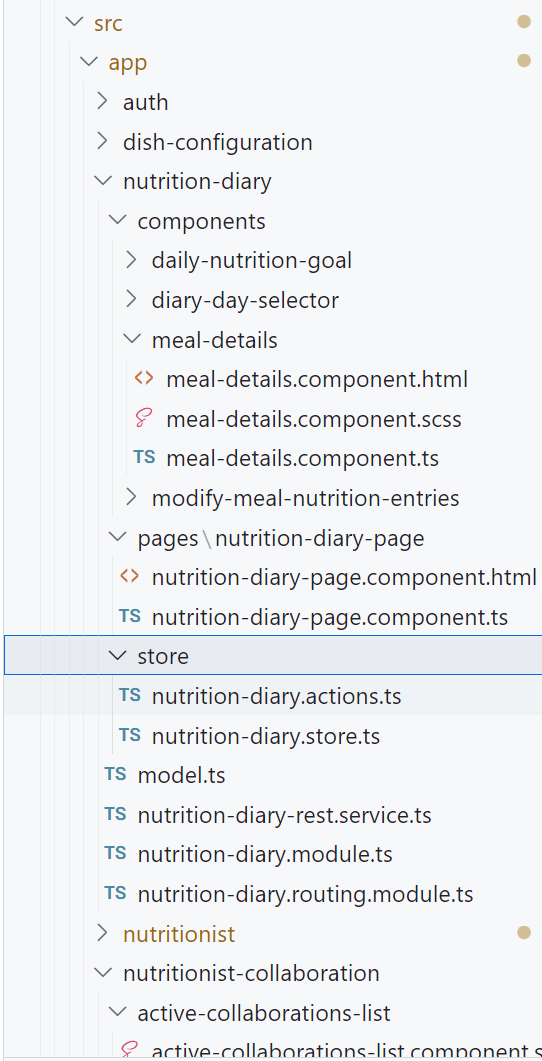 src
app
auth
dish-configuration
nutrition-diary
components
daily-nutrition-goal
diary-day-selector
meal-details
<> meal-details.component.html
meal-details.component.scss
TS meal-details.component.ts
modify-meal-nutrition-entries
pages\nutrition-diary-page
<> nutrition-diary-page.component.html
TS nutrition-diary-page.component.ts
store
TS nutrition-diary.actions.ts
TS nutrition-diary.store.ts
TS model.ts
TS nutrition-diary-rest.service.ts
TS nutrition-diary.module.ts
TS nutrition-diary.routing.module.ts
nutritionist
nutritionist-collaboration
active-collaborations-list
active-collaborations-list.component.s